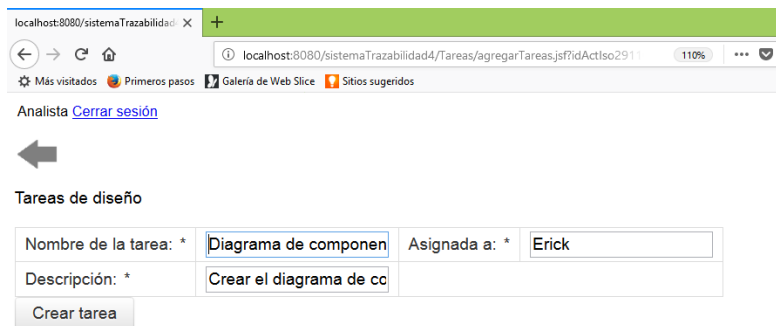 localhost:8080/sistemaTrazabilidad
localhost:8080/sistemaTrazabilidad4/Tareas/agregarTareas.jsf?idActIso2911 110%
Más visitados Primeros pasos Galería de Web Slice Sitios sugeridos
Analista Cerrar sesión
Tareas de diseño
Nombre de la tarea: * Diagrama de componen Asignada a: * Erick
Descripción: * Crear el diagrama de co
Crear tarea